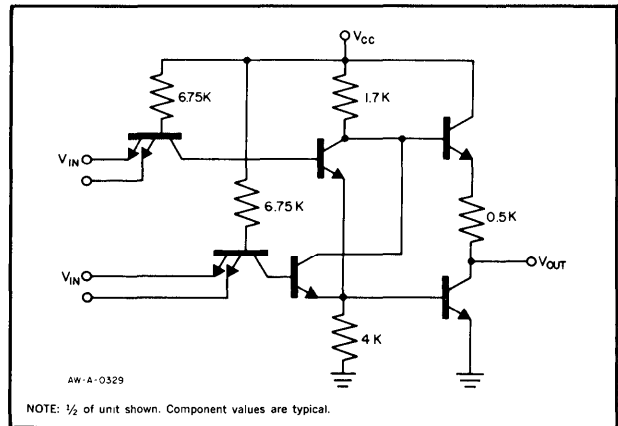 VCC
6.75K
1.7K
VIN
6.75 K
0.5K
VIN
VOUT
4K
AW-A-0329
NOTE: ½ of unit shown. Component values are typical.